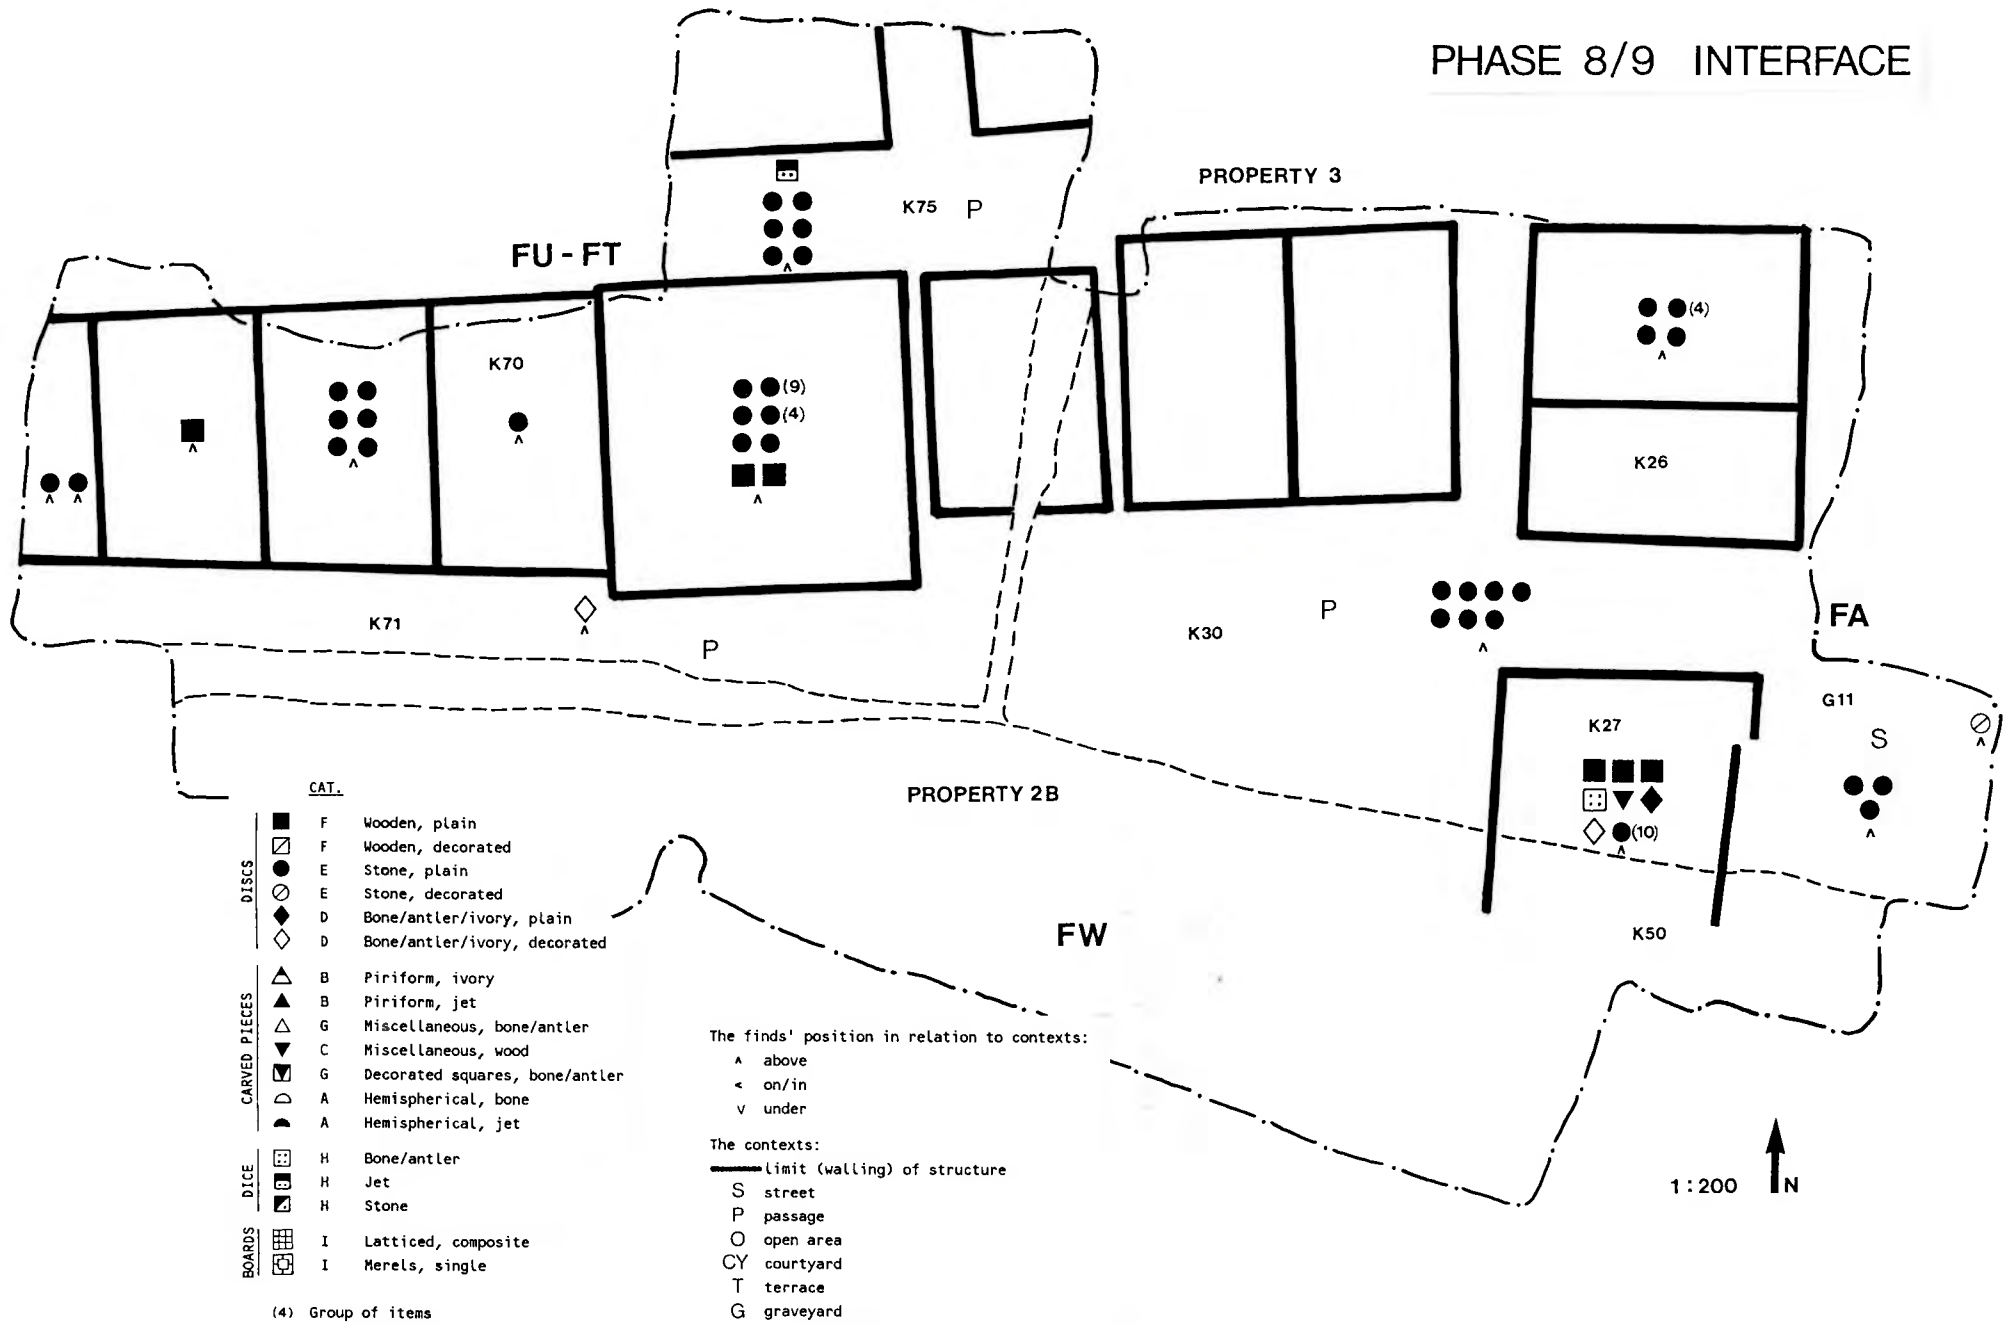 PHASE 8/9 INTERFACE
PROPERTY 3
K75 P
FU-FT
(4)
K70
(9)
(4)
K26
FA
K71
P
K30
P
G11
S
K27
(10)
PROPERTY 2B
FW
K50
CAT.
DISCS
F Wooden, plain
F Wooden, decorated
E Stone, plain
E Stone, decorated
D Bone/antler/ivory, plain
D Bone/antler/ivory, decorated
CARVED PIECES
B Piriform, ivory
B Piriform, jet
G Miscellaneous, bone/antler
C Miscellaneous, wood
G Decorated squares, bone/antler
A Hemispherical, bone
A Hemispherical, jet
DICE
H Bone/antler
H Jet
H Stone
BOARDS
I Latticed, composite
I Merels, single
(4) Group of items
The finds' position in relation to contexts:
^ above
< on/in
v under
The contexts:
limit (walling) of structure
S street
P passage
O open area
CY courtyard
T terrace
G graveyard
1:200 N